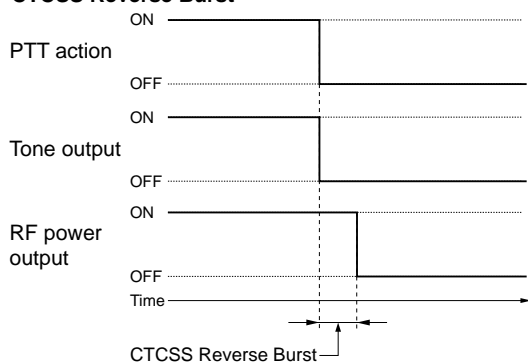 CTCSS Reverse Burst
ON
PTT action
OFF
ON
Tone output
OFF
ON
RF power
output
OFF
Time
CTCSS Reverse Burst